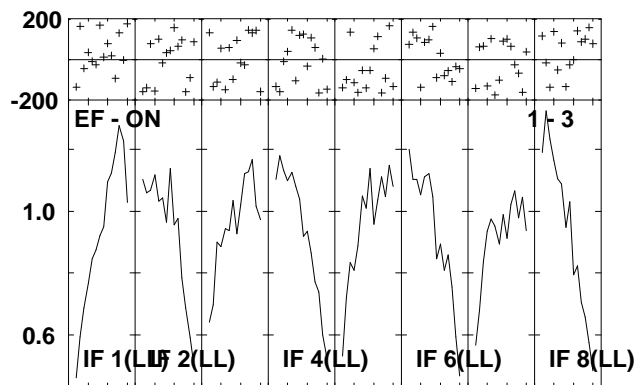 200
-200
EF - ON 1 - 3
1.0
0.6
IF 1(LL) IF 2(LL) IF 4(LL) IF 6(LL) IF 8(LL)